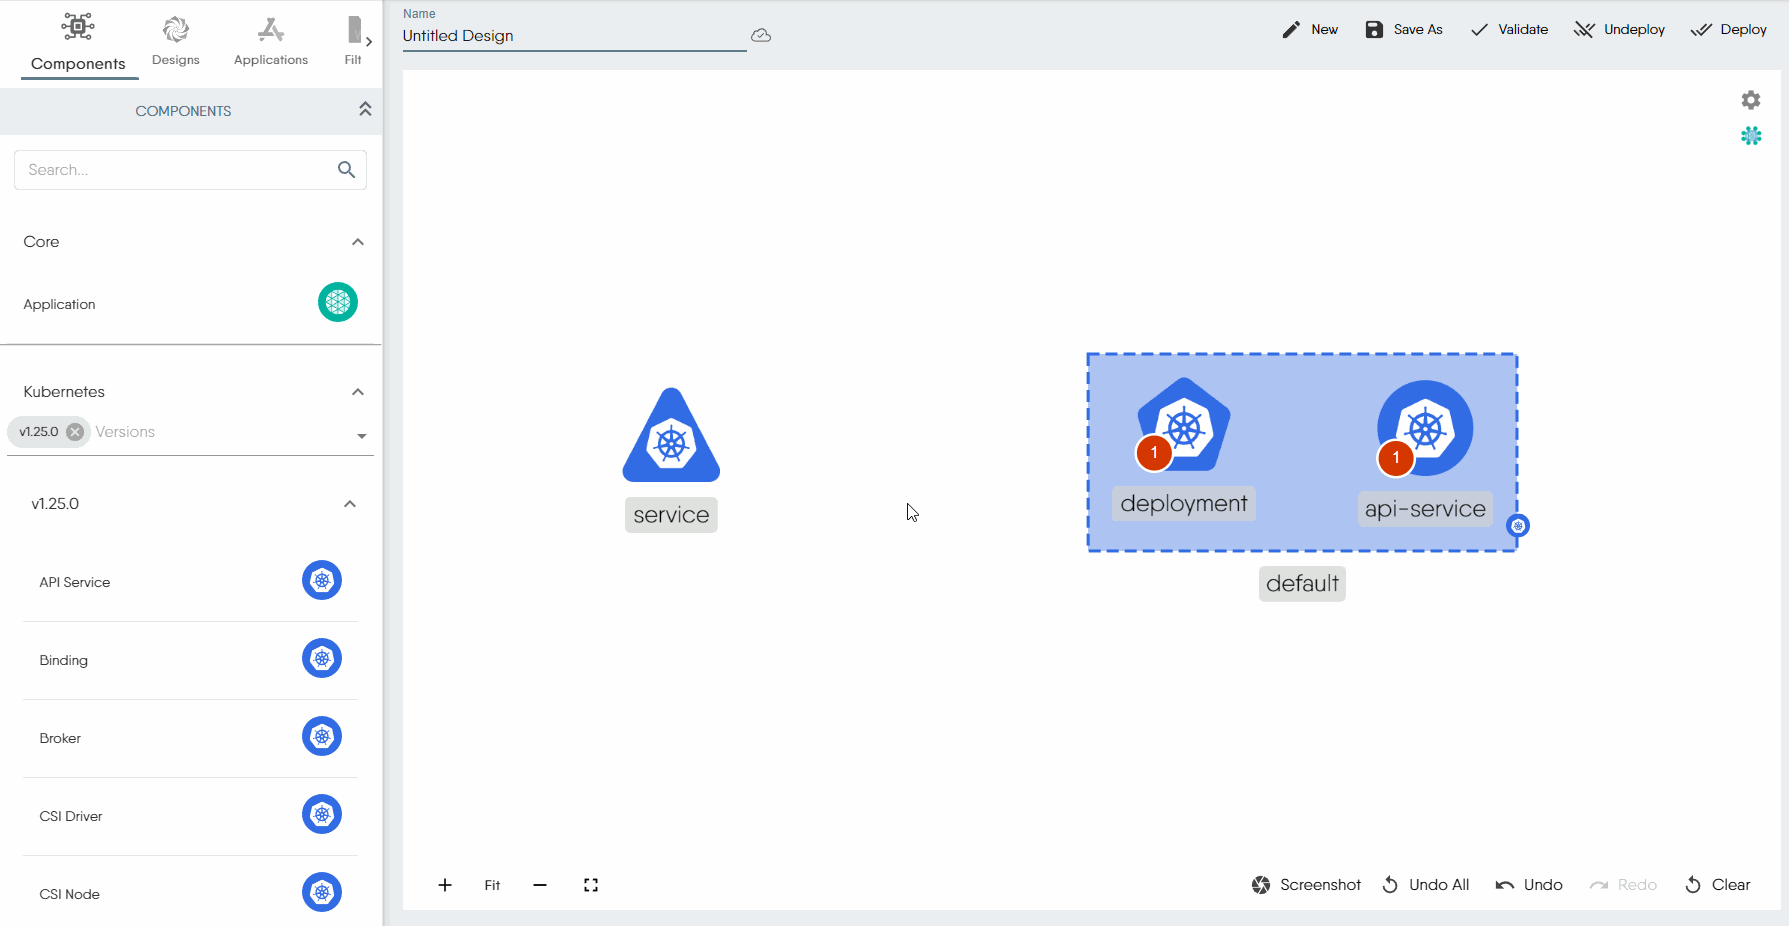 Components
Designs
Applications
Filt
COMPONENTS
Search...
Core
Application
Kubernetes
v1.25.0 Versions
v1.25.0
API Service
Binding
Broker
CSI Driver
CSI Node
Name
Untitled Design
New
Save As
Validate
Undeploy
Deploy
service
1
deployment
1
api-service
default
Fit
Screenshot
Undo All
Undo
Redo
Clear